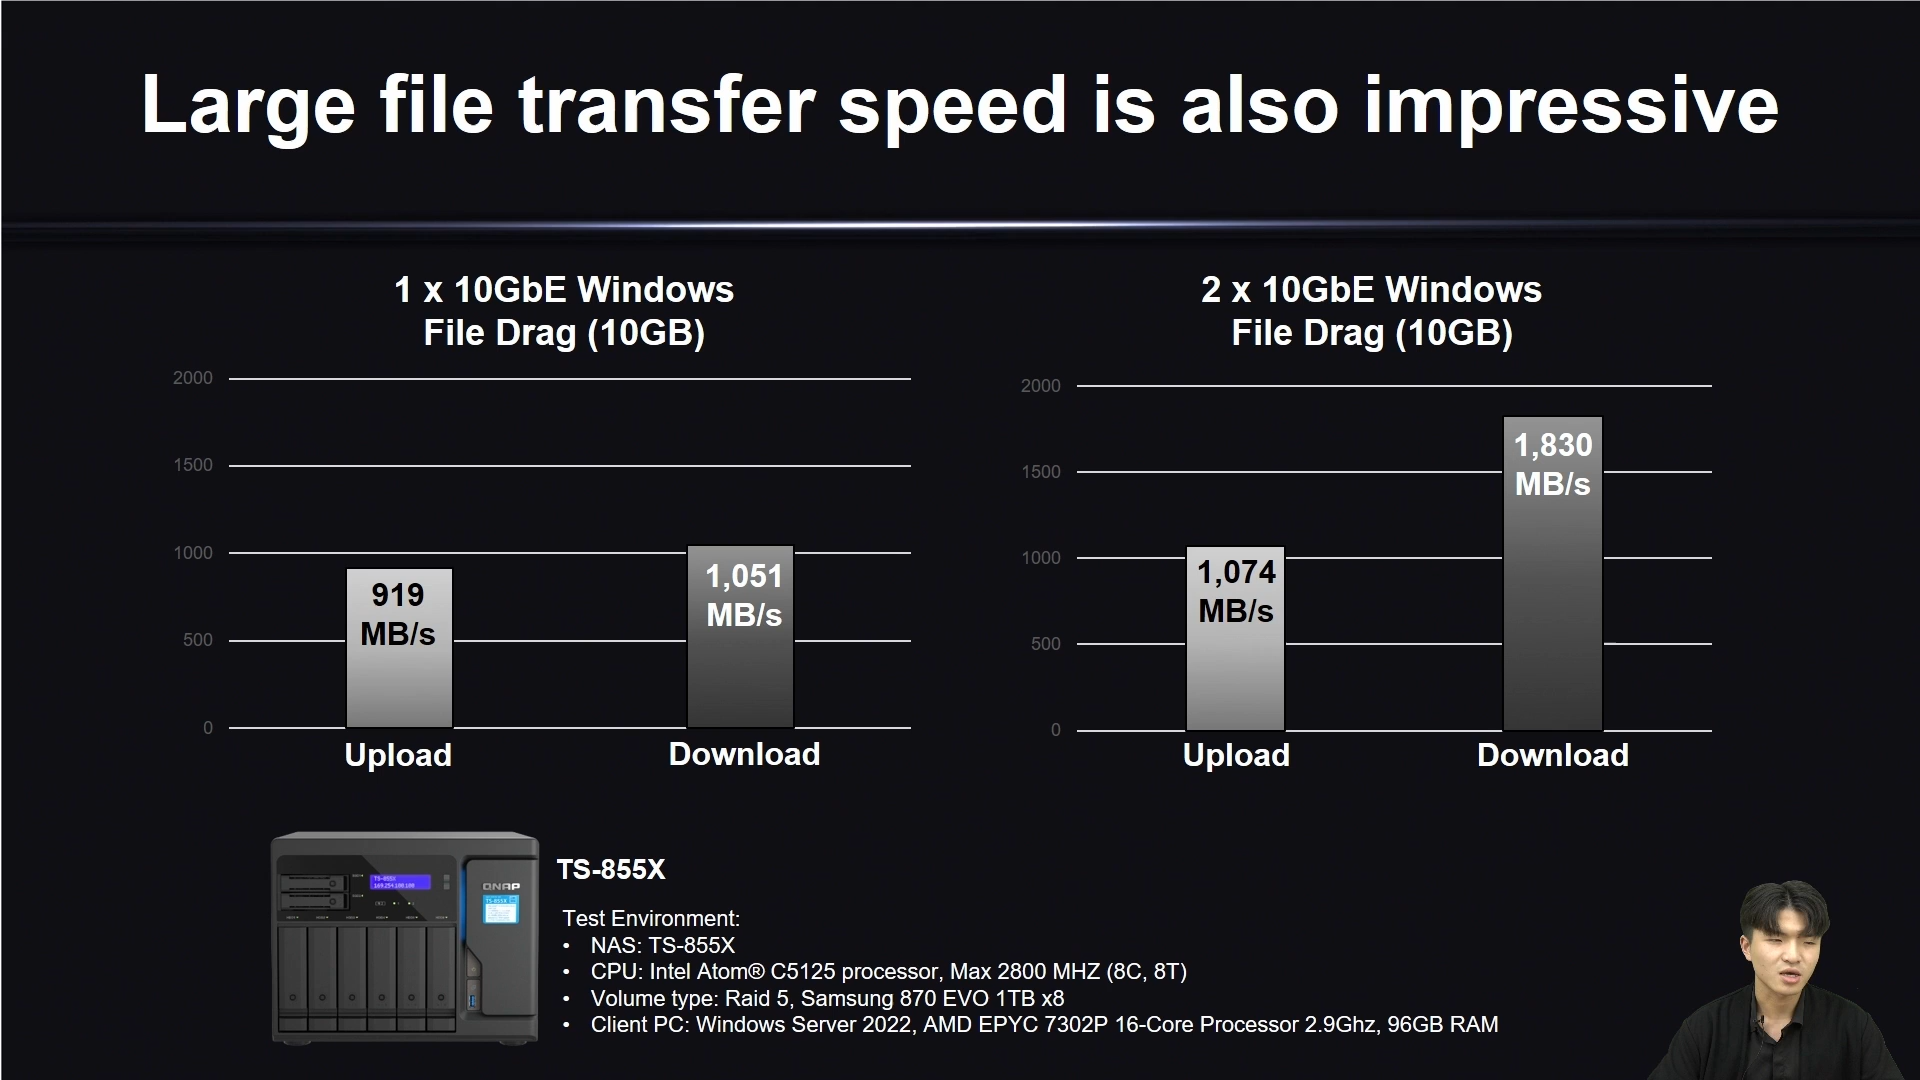 Large file transfer speed is also impressive
1 x 10GbE Windows
File Drag (10GB)
2000
1500
1000
500
0
919
MB/s
1,051
MB/s
Upload
Download
2 x 10GbE Windows
File Drag (10GB)
2000
1500
1000
500
0
1,074
MB/s
1,830
MB/s
Upload
Download
QNAP
TS-855X
TS-855X
Test Environment:
• NAS: TS-855X
• CPU: Intel Atom® C5125 processor, Max 2800 MHZ (8C, 8T)
• Volume type: Raid 5, Samsung 870 EVO 1TB x8
• Client PC: Windows Server 2022, AMD EPYC 7302P 16-Core Processor 2.9Ghz, 96GB RAM